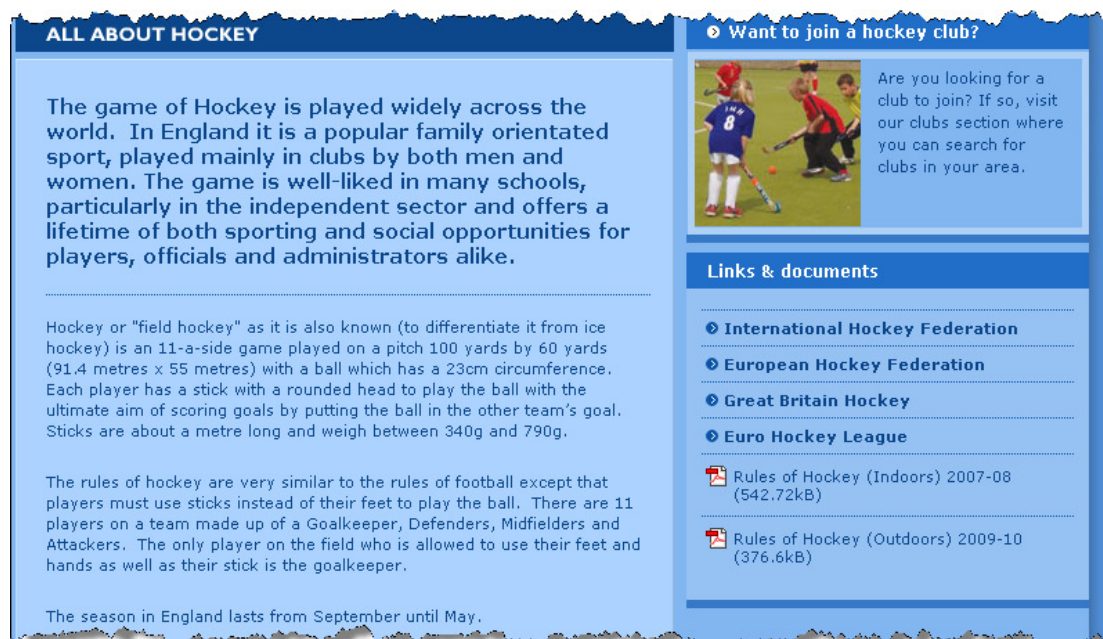 ALL ABOUT HOCKEY
The game of Hockey is played widely across the
world. In England it is a popular family orientated
sport, played mainly in clubs by both men and
women. The game is well-liked in many schools,
particularly in the independent sector and offers a
lifetime of both sporting and social opportunities for
players, officials and administrators alike.
Hockey or "field hockey" as it is also known (to differentiate it from ice
hockey) is an 11-a-side game played on a pitch 100 yards by 60 yards
(91.4 metres x 55 metres) with a ball which has a 23cm circumference.
Each player has a stick with a rounded head to play the ball with the
ultimate aim of scoring goals by putting the ball in the other team's goal.
Sticks are about a metre long and weigh between 340g and 790g.
The rules of hockey are very similar to the rules of football except that
players must use sticks instead of their feet to play the ball. There are 11
players on a team made up of a Goalkeeper, Defenders, Midfielders and
Attackers. The only player on the field who is allowed to use their feet and
hands as well as their stick is the goalkeeper.
The season in England lasts from September until May.
Want to join a hockey club?
8
Are you looking for a
club to join? If so, visit
our clubs section where
you can search for
clubs in your area.
Links & documents
International Hockey Federation
European Hockey Federation
Great Britain Hockey
Euro Hockey League
Rules of Hockey (Indoors) 2007-08
(542.72kB)
Rules of Hockey (Outdoors) 2009-10
(376.6kB)